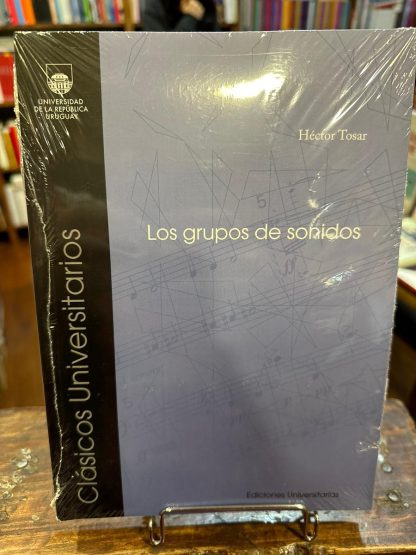 UNIVERSIDAD
DE LA REPÚBLICA
URUGUAY
Héctor Tosar
Los grupos de sonidos
Clásicos Universitarios
Ediciones Universitarias